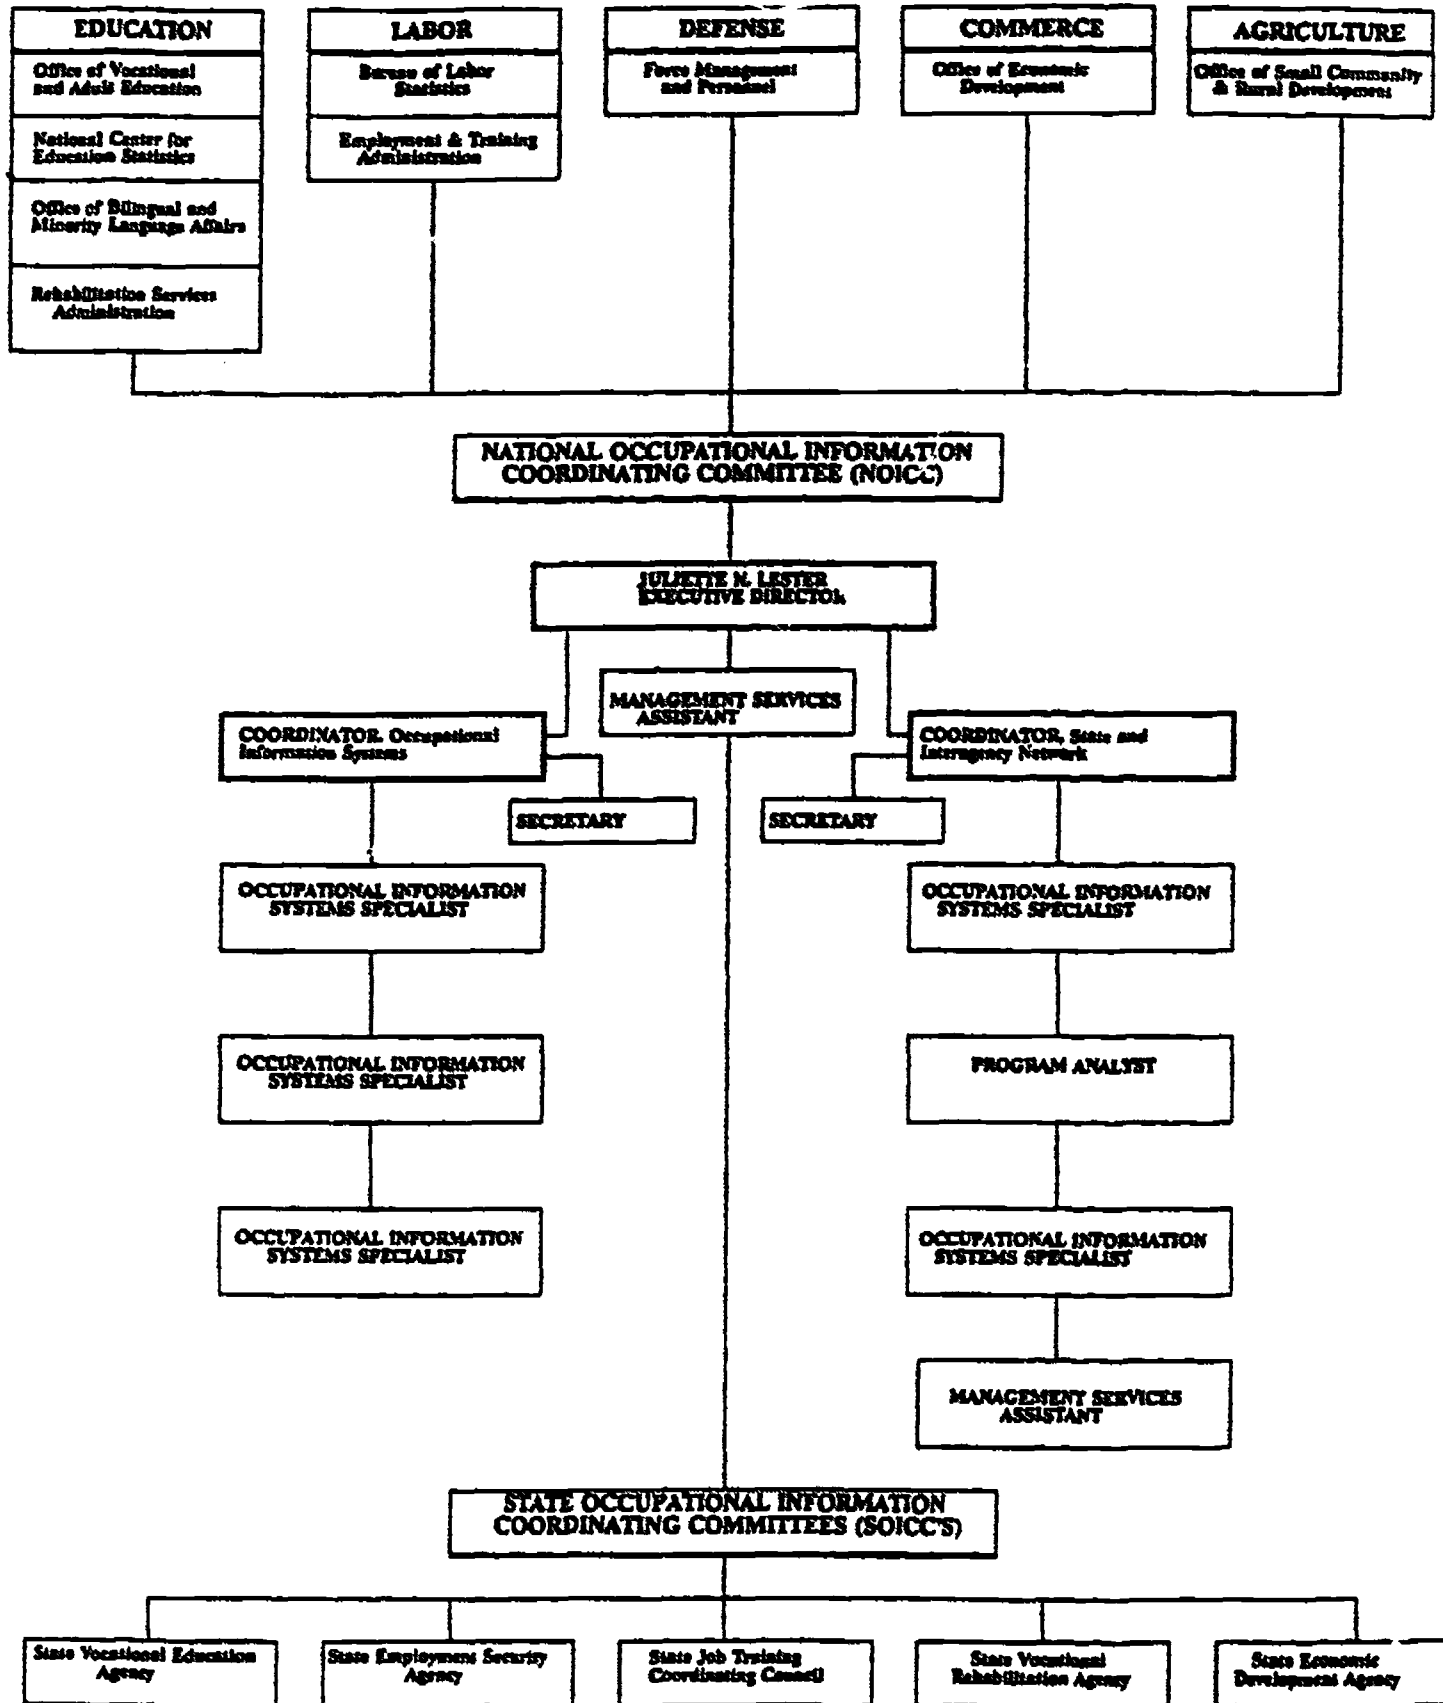 EDUCATION
Office of Vocational
and Adult Education
National Center for
Education Statistics
Office of Bilingual and
Minority Language Affairs
Rehabilitation Services
Administration
LABOR
Bureau of Labor
Statistics
Employment & Training
Administration
DEFENSE
Force Management
and Personnel
COMMERCE
Office of Economic
Development
AGRICULTURE
Office of Small Community
& Rural Development
NATIONAL OCCUPATIONAL INFORMATION
COORDINATING COMMITTEE (NOICC)
JULIETTE N. LESTER
EXECUTIVE DIRECTOR
MANAGEMENT SERVICES
ASSISTANT
COORDINATOR, Occupational
Information Systems
COORDINATOR, State and
Interagency Network
SECRETARY
SECRETARY
OCCUPATIONAL INFORMATION
SYSTEMS SPECIALIST
OCCUPATIONAL INFORMATION
SYSTEMS SPECIALIST
OCCUPATIONAL INFORMATION
SYSTEMS SPECIALIST
PROGRAM ANALYST
OCCUPATIONAL INFORMATION
SYSTEMS SPECIALIST
OCCUPATIONAL INFORMATION
SYSTEMS SPECIALIST
MANAGEMENT SERVICES
ASSISTANT
STATE OCCUPATIONAL INFORMATION
COORDINATING COMMITTEES (SOICC'S)
State Vocational Education
Agency
State Employment Security
Agency
State Job Training
Coordinating Council
State Vocational
Rehabilitation Agency
State Economic
Development Agency